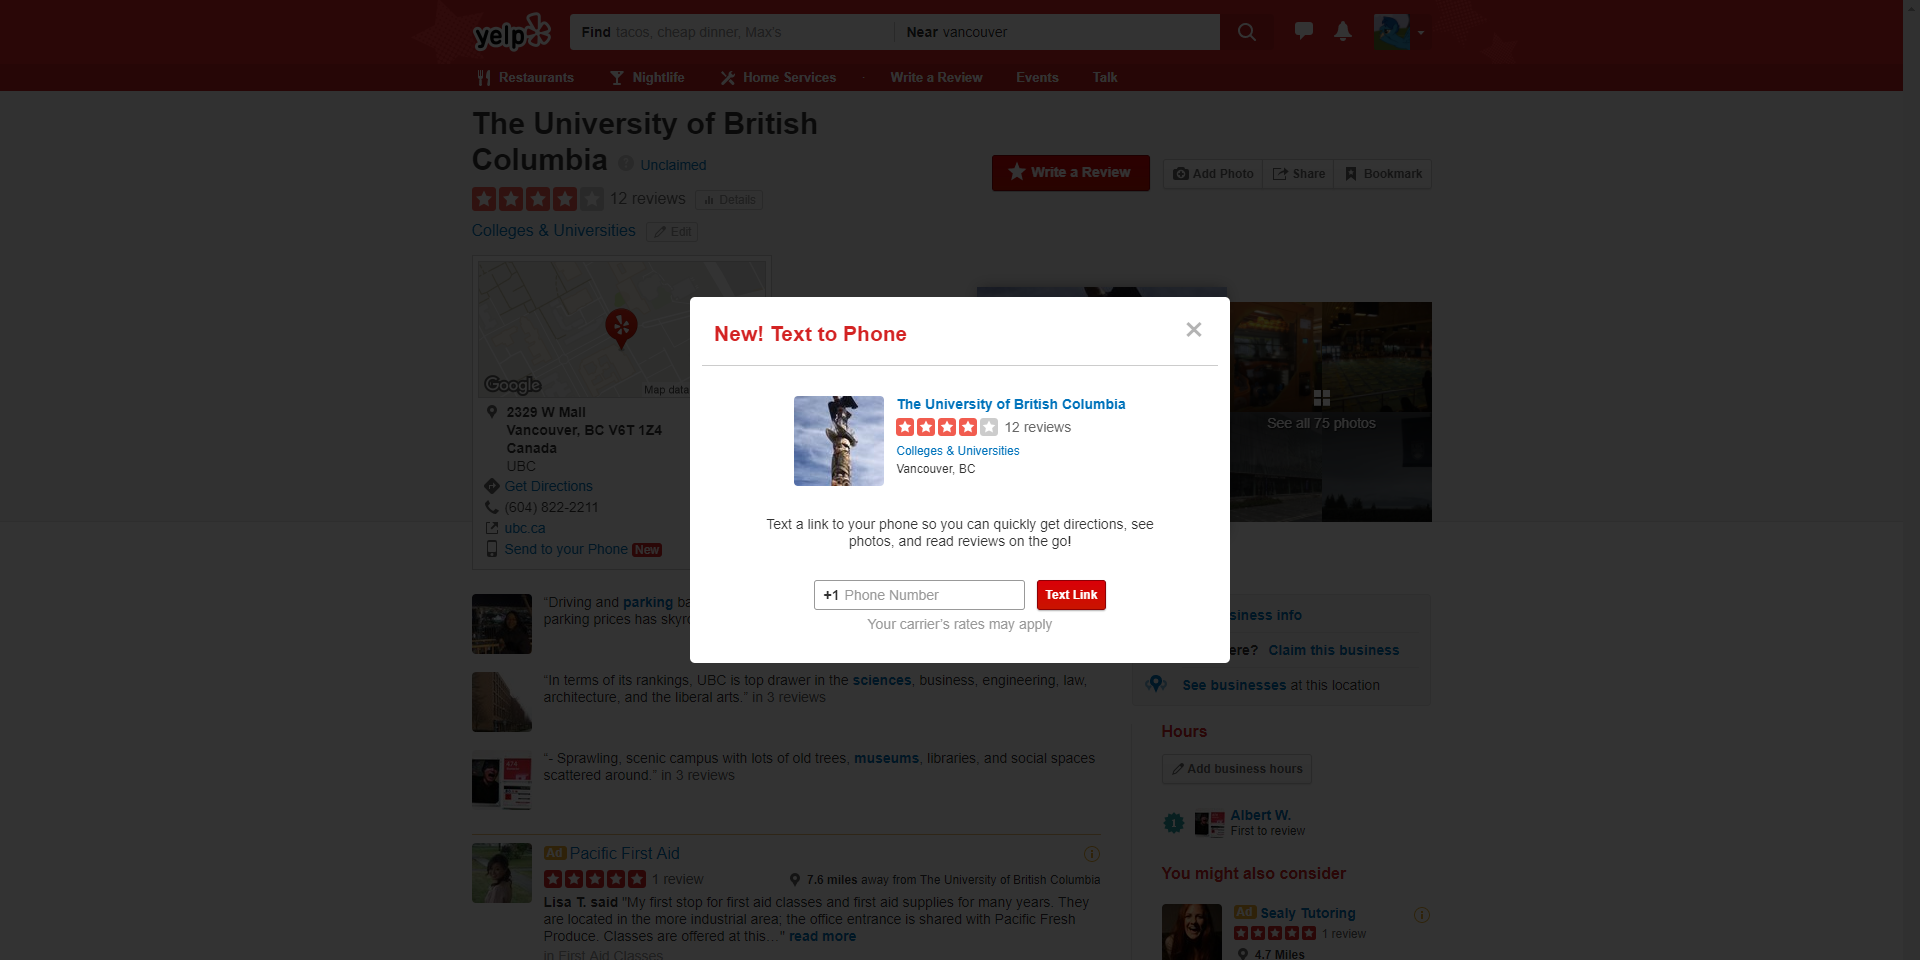 yelp
Find tacos, cheap dinner, Max's
Near vancouver
Restaurants
Nightlife
Home Services
Write a Review
Events
Talk
The University of British
Columbia
Unclaimed
12 reviews
Details
Colleges & Universities
Edit
Write a Review
Add Photo
Share
Bookmark
Google
Map data
2329 W Mall
Vancouver, BC V6T 1Z4
Canada
UBC
Get Directions
(604) 822-2211
ubc.ca
Send to your Phone New
See all 75 photos
New! Text to Phone
The University of British Columbia
12 reviews
Colleges & Universities
Vancouver, BC
Text a link to your phone so you can quickly get directions, see
photos, and read reviews on the go!
+1 Phone Number
Text Link
Your carrier's rates may apply
“Driving and parking
parking prices has
“In terms of its rankings, UBC is top drawer in the sciences, business, engineering, law,
architecture, and the liberal arts.” in 3 reviews
“- Sprawling, scenic campus with lots of old trees, museums, libraries, and social spaces
scattered around.” in 3 reviews
Ad Pacific First Aid
1 review
7.6 miles away from The University of British Columbia
Lisa T. said "My first stop for first aid classes and first aid supplies for many years. They
are located in the more industrial area; the office entrance is shared with Pacific Fresh
Produce. Classes are offered at this…" read more
in First Aid Classes
siness info
ere? Claim this business
See businesses at this location
Hours
Add business hours
1
Albert W.
First to review
You might also consider
Ad Sealy Tutoring
1 review
4.7 Miles